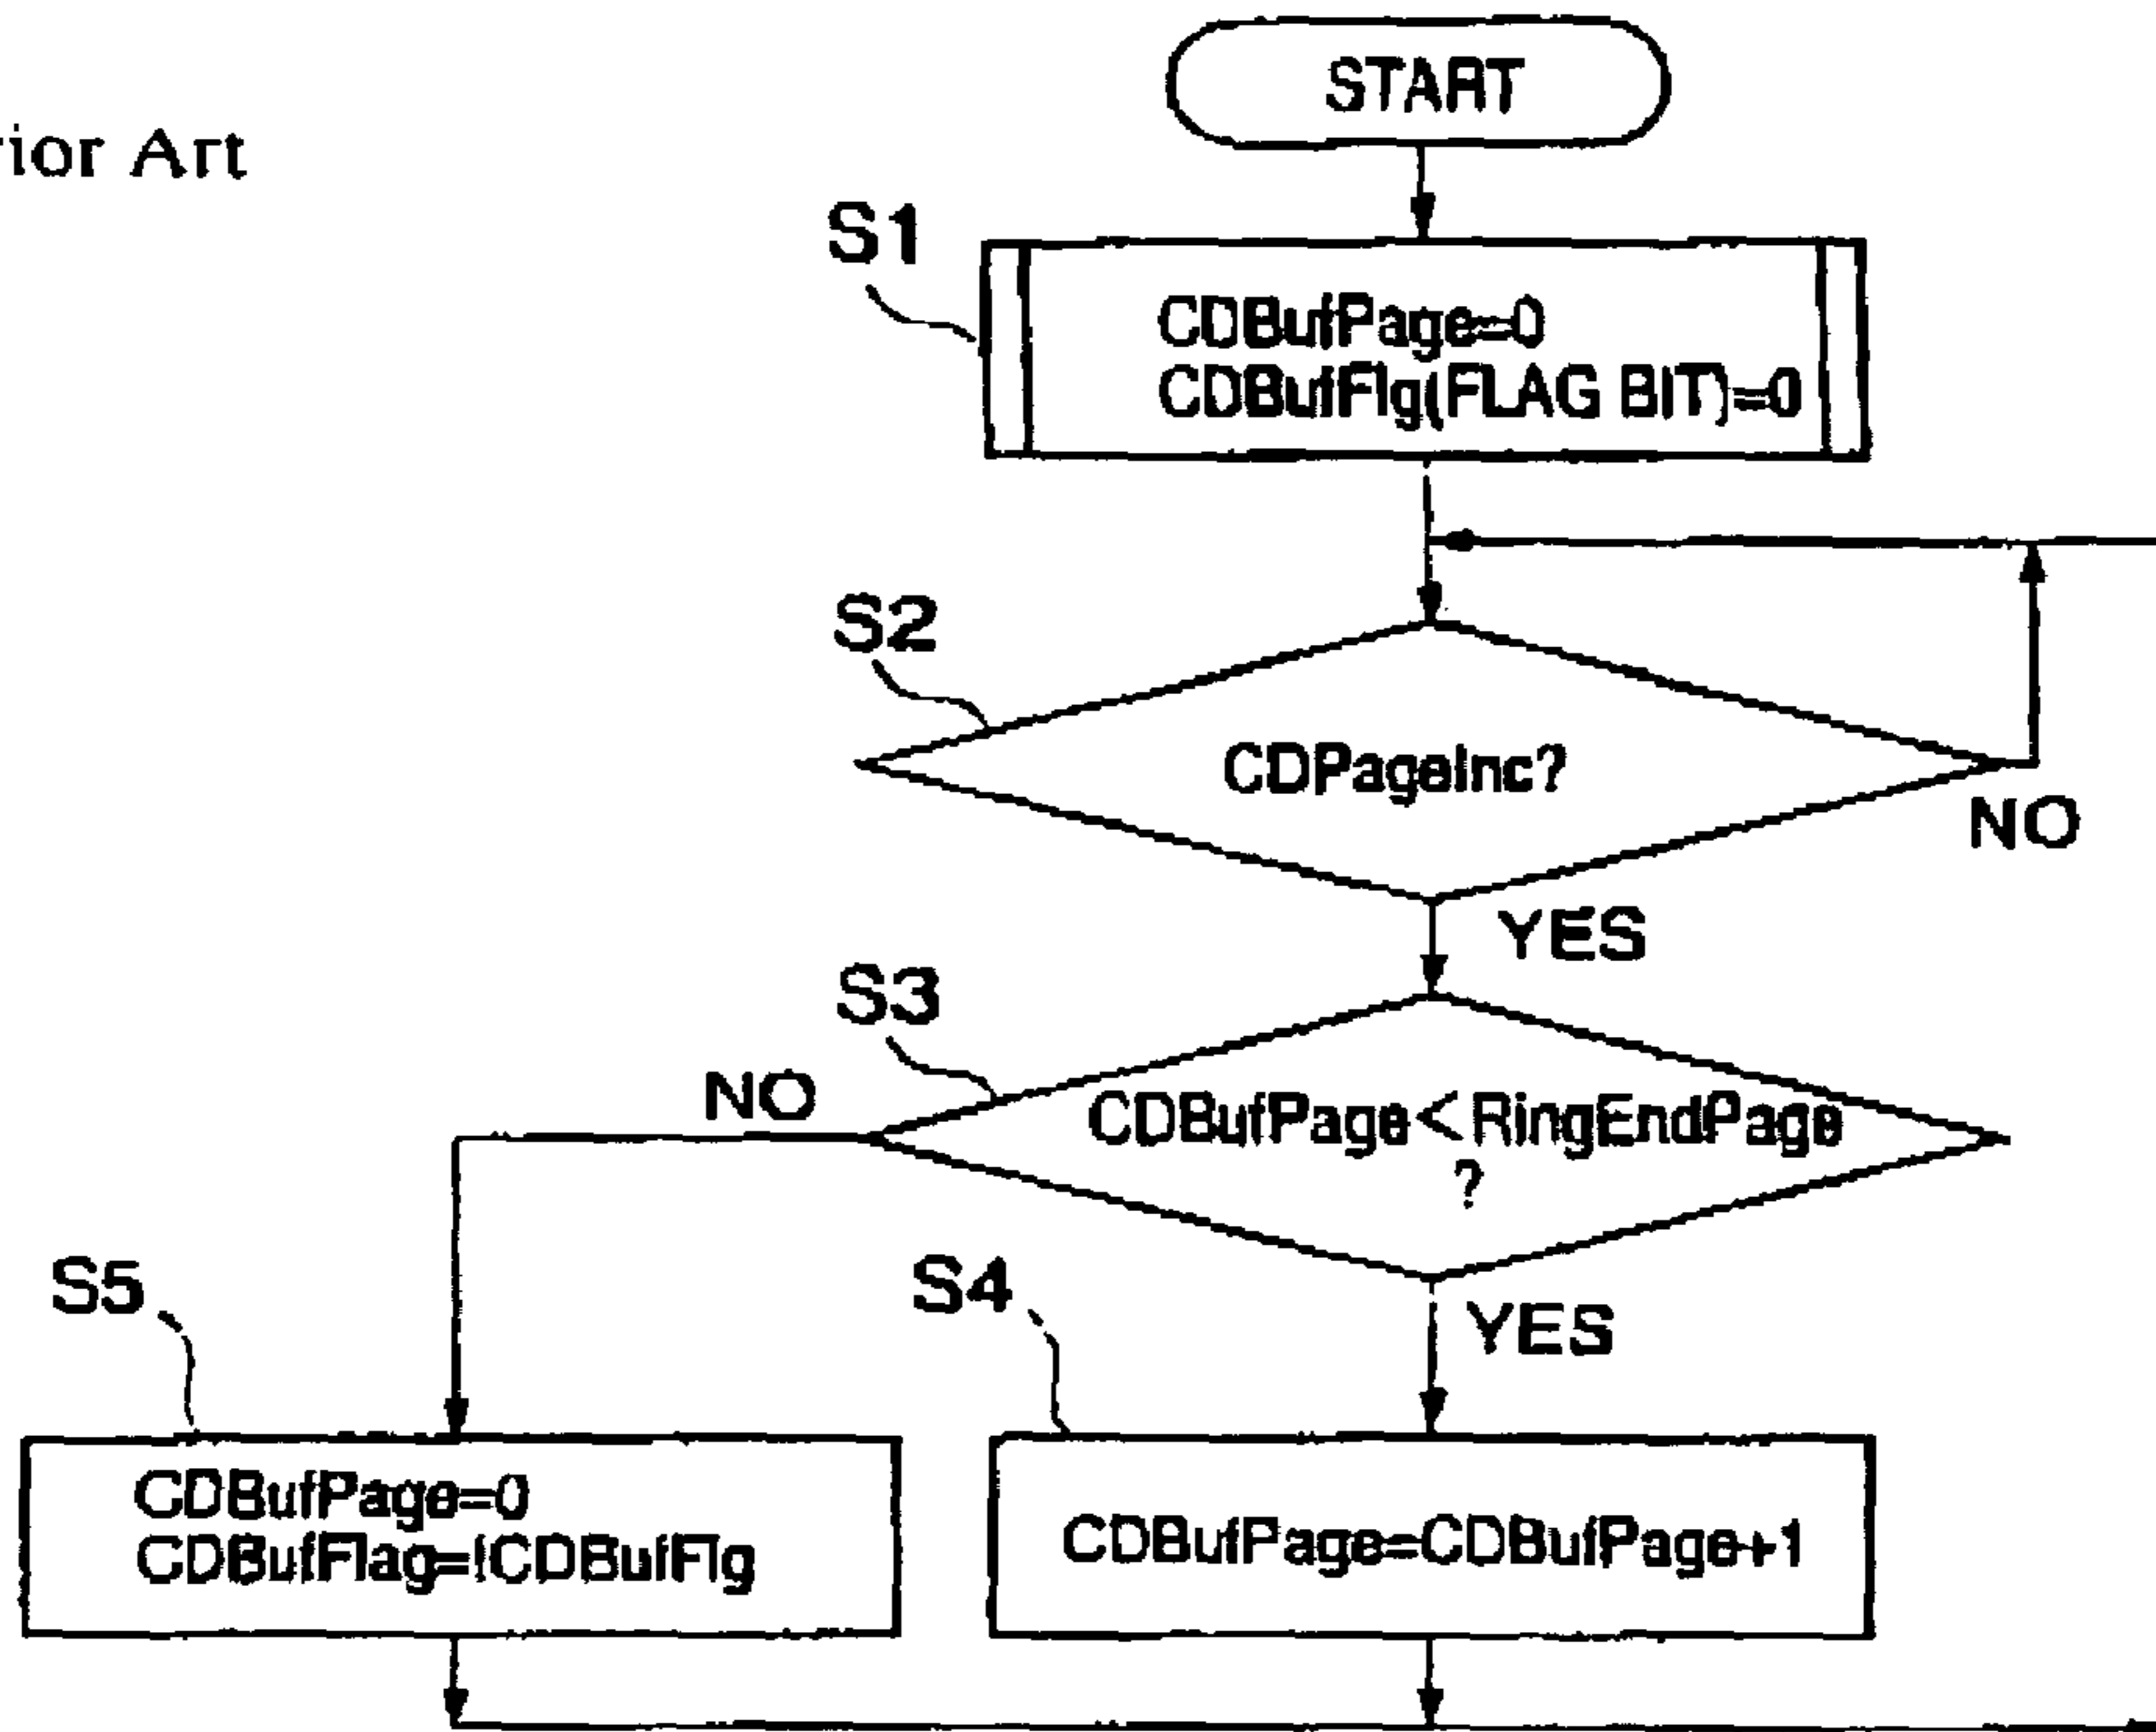 START
rior Art
S1
CDBufPage=0
CDBufFlg(FLAG BIT)=0
S2
CDPageInc?
NO
YES
S3
NO
CDBufPage<RingEndPage
?
S5
S4
YES
CDBufPage=0
CDBufFlag=!CDBufFlg
CDBufPage=CDBufPage+1